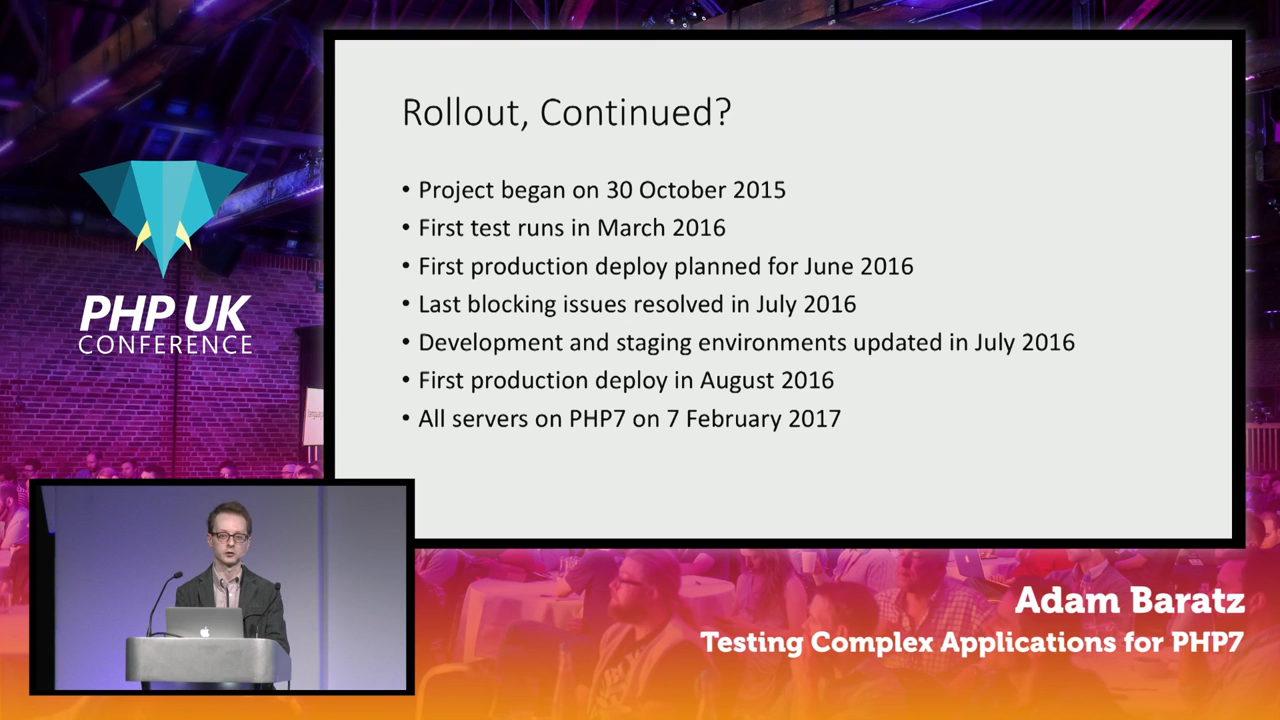 Rollout, Continued?
• Project began on 30 October 2015
• First test runs in March 2016
• First production deploy planned for June 2016
• Last blocking issues resolved in July 2016
• Development and staging environments updated in July 2016
• First production deploy in August 2016
• All servers on PHP7 on 7 February 2017
PHP UK
CONFERENCE
Adam Baratz
Testing Complex Applications for PHP7